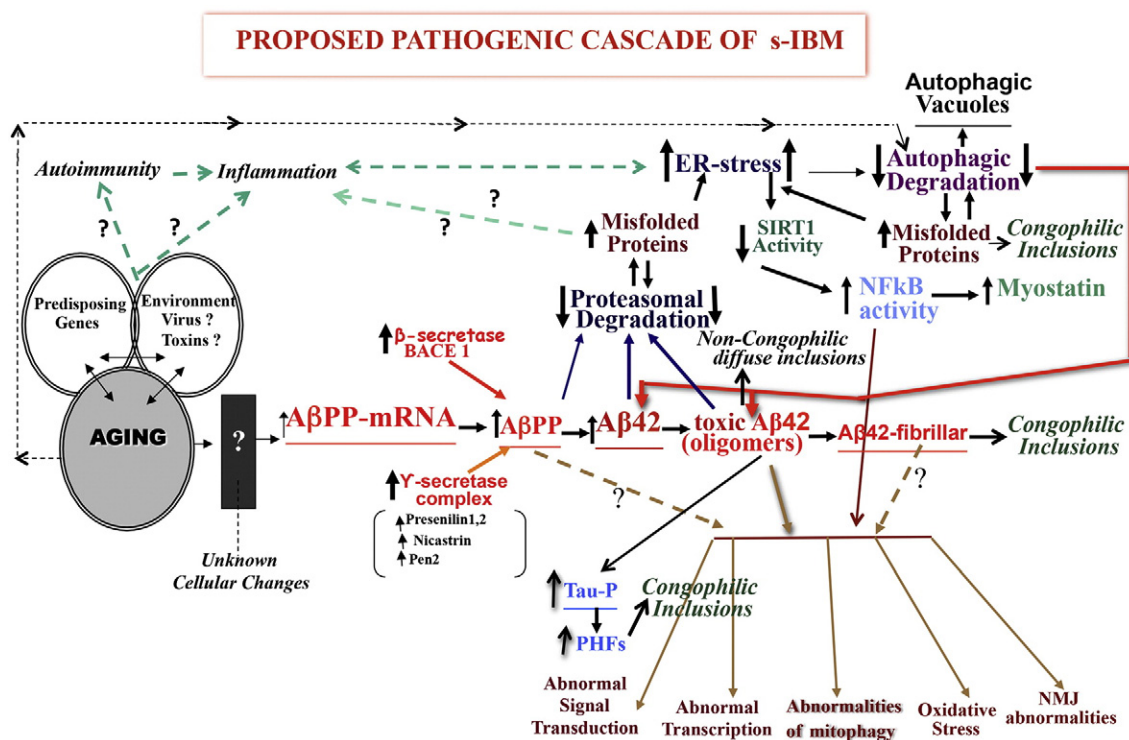 PROPOSED PATHOGENIC CASCADE OF s-IBM
Autophagic
Vacuoles
Autoimmunity
Inflammation
ER-stress
Autophagic
Degradation
?
?
?
Misfolded
Proteins
SIRT1
Activity
Misfolded
Proteins
Congophilic
Inclusions
Predisposing
Genes
Environment
Virus ?
Toxins ?
Proteasomal
Degradation
NFkB
activity
Myostatin
β-secretase
BACE 1
Non-Congophilic
diffuse inclusions
AGING
?
AβPP-mRNA
AβPP
Aβ42
toxic Aβ42
(oligomers)
Aβ42-fibrillar
Congophilic
Inclusions
ϒ-secretase
complex
Presenilin1,2
Nicastrin
Pen2
?
?
Unknown
Cellular Changes
Tau-P
PHFs
Congophilic
Inclusions
Abnormal
Signal
Transduction
Abnormal
Transcription
Abnormalities
of mitophagy
Oxidative
Stress
NMJ
abnormalities